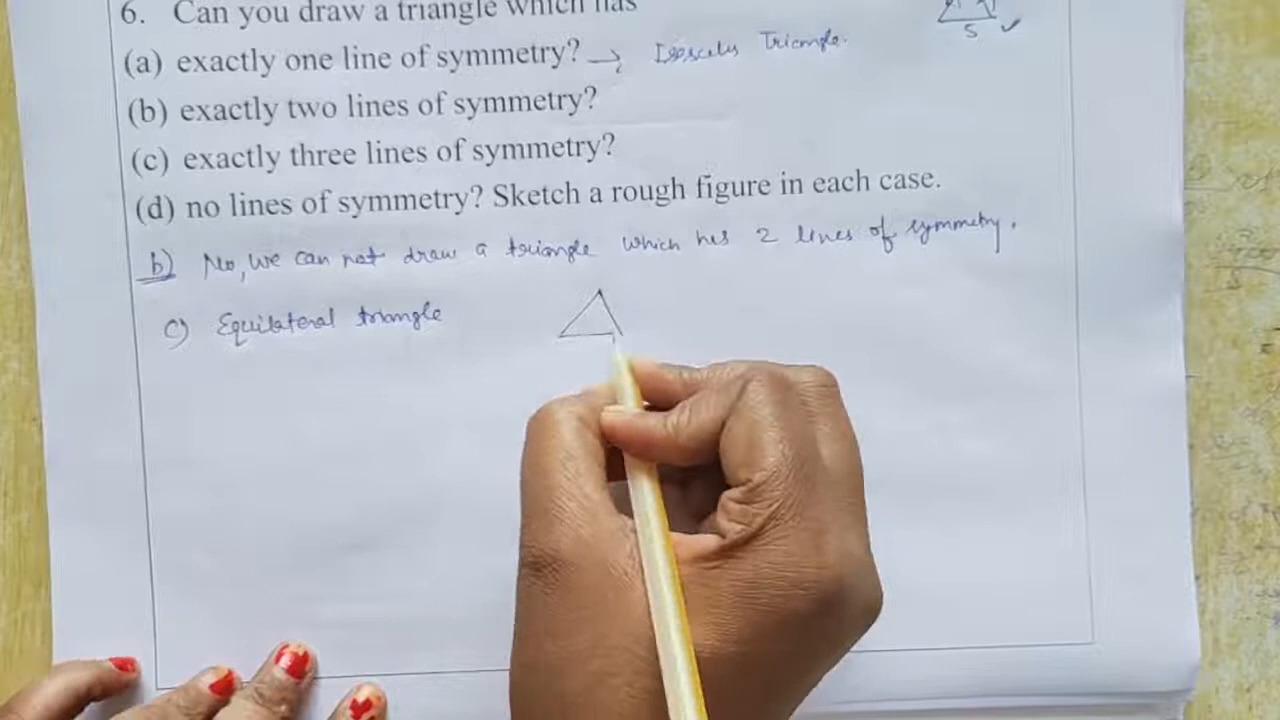 6. Can you draw a triangle which has
(a) exactly one line of symmetry? → Isosceles Triangle.
5 ✓
(b) exactly two lines of symmetry?
(c) exactly three lines of symmetry?
(d) no lines of symmetry? Sketch a rough figure in each case.
b) No, we can not draw a triangle which has 2 lines of symmetry.
c) Equilateral triangle